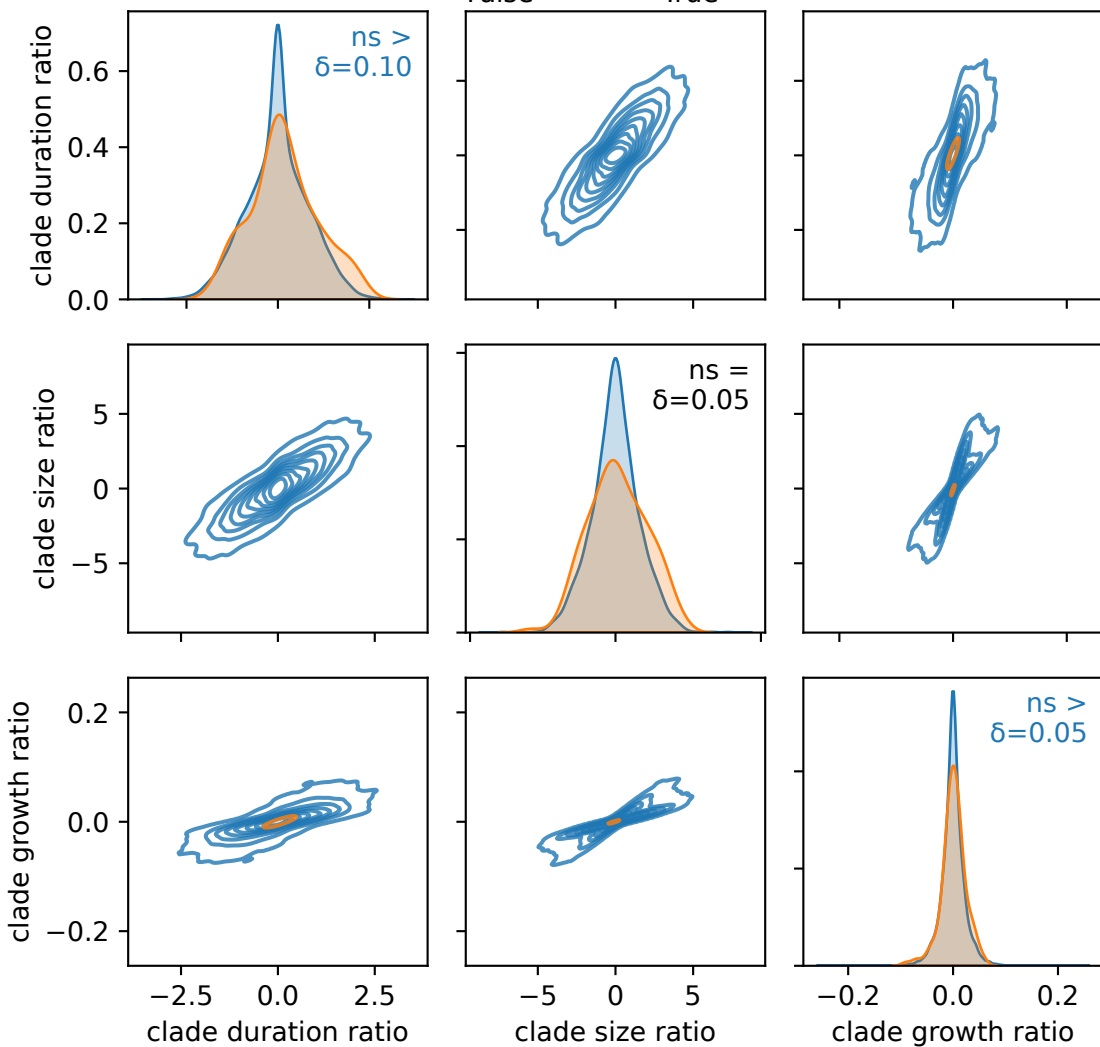 clade duration ratio
0.6
0.4
0.2
0.0
ns >
δ=0.10
clade size ratio
5
0
−5
ns =
δ=0.05
clade growth ratio
0.2
0.0
−0.2
ns >
δ=0.05
−2.5 0.0 2.5
clade duration ratio
−5 0 5
clade size ratio
−0.2 0.0 0.2
clade growth ratio